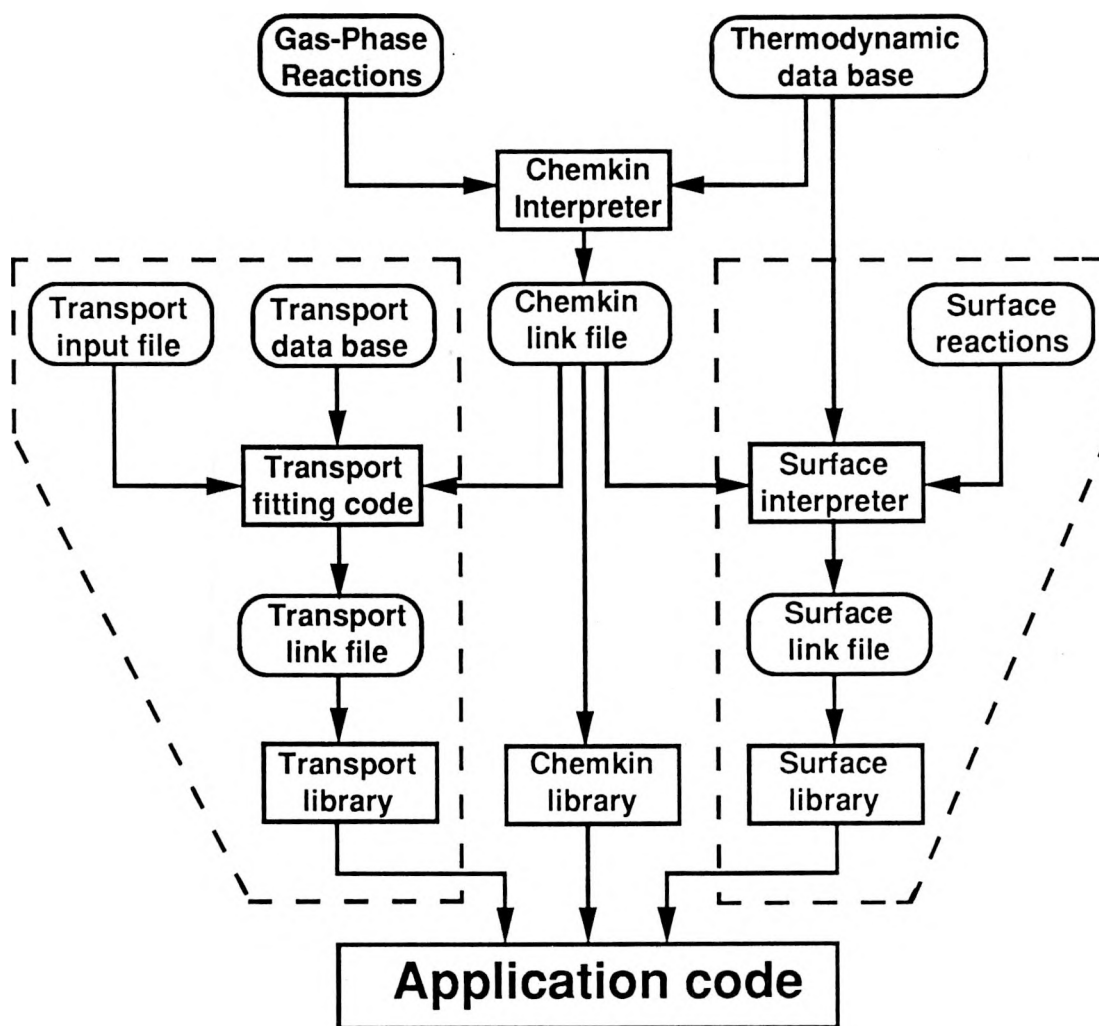 Gas-Phase
Reactions
Thermodynamic
data base
Chemkin
Interpreter
Transport
input file
Transport
data base
Chemkin
link file
Surface
reactions
Transport
fitting code
Surface
interpreter
Transport
link file
Surface
link file
Transport
library
Chemkin
library
Surface
library
Application code